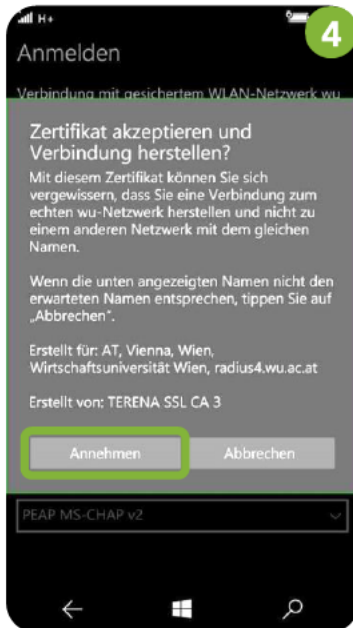 H+
4
Anmelden
Verbindung mit gesichertem WLAN-Netzwerk wu
Zertifikat akzeptieren und
Verbindung herstellen?
Mit diesem Zertifikat können Sie sich
vergewissern, dass Sie eine Verbindung zum
echten wu-Netzwerk herstellen und nicht zu
einem anderen Netzwerk mit dem gleichen
Namen.
Wenn die unten angezeigten Namen nicht den
erwarteten Namen entsprechen, tippen Sie auf
„Abbrechen“.
Erstellt für: AT, Vienna, Wien,
Wirtschaftsuniversität Wien, radius4.wu.ac.at
Erstellt von: TERENA SSL CA 3
Annehmen Abbrechen
PEAP MS-CHAP v2